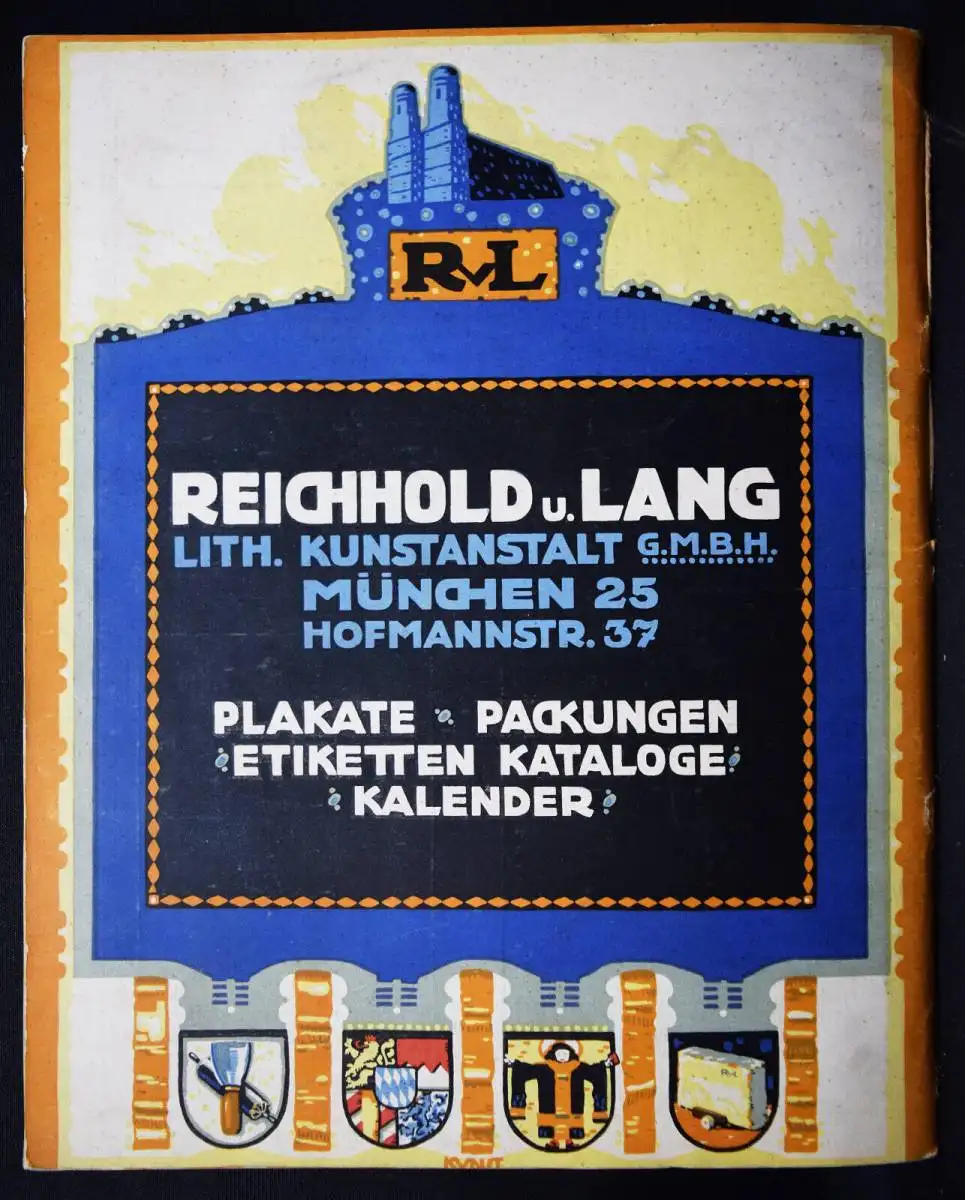 RvL
REICHHOLD u. LANG
LITH. KUNSTANSTALT G.M.B.H.
MÜNCHEN 25
HOFMANNSTR. 37
PLAKATE PACKUNGEN
ETIKETTEN KATALOGE
KALENDER
RvL